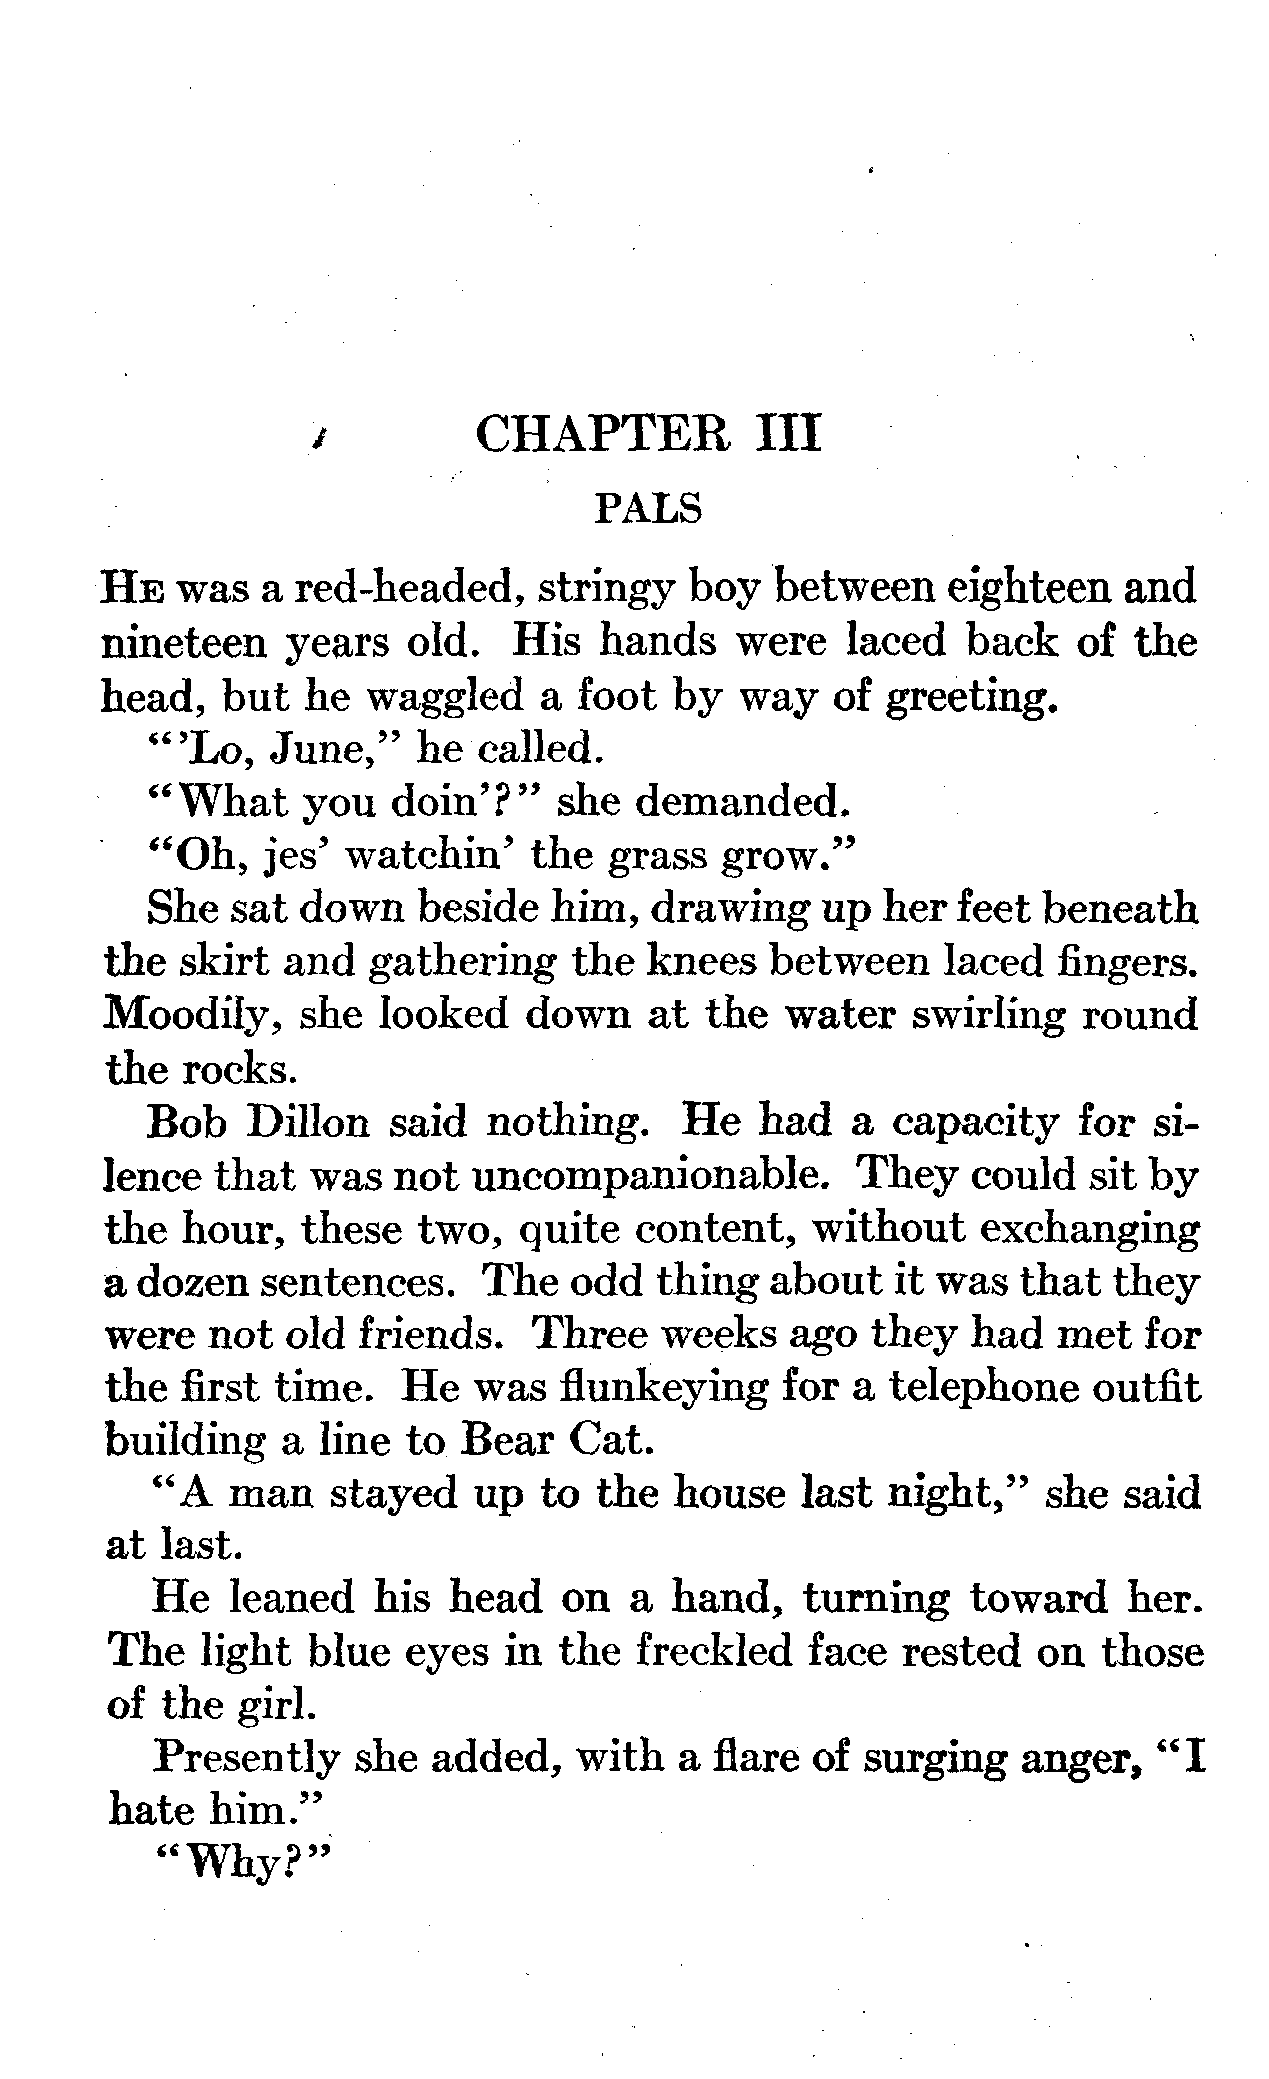 CHAPTER III
PALS
HE was a red-headed, stringy boy between eighteen and
nineteen years old. His hands were laced back of the
head, but he waggled a foot by way of greeting.
“’Lo, June,” he called.
“What you doin’?” she demanded.
“Oh, jes’ watchin’ the grass grow.”
She sat down beside him, drawing up her feet beneath
the skirt and gathering the knees between laced fingers.
Moodily, she looked down at the water swirling round
the rocks.
Bob Dillon said nothing. He had a capacity for si-
lence that was not uncompanionable. They could sit by
the hour, these two, quite content, without exchanging
a dozen sentences. The odd thing about it was that they
were not old friends. Three weeks ago they had met for
the first time. He was flunkeying for a telephone outfit
building a line to Bear Cat.
“A man stayed up to the house last night,” she said
at last.
He leaned his head on a hand, turning toward her.
The light blue eyes in the freckled face rested on those
of the girl.
Presently she added, with a flare of surging anger, “I
hate him.”
“Why?”